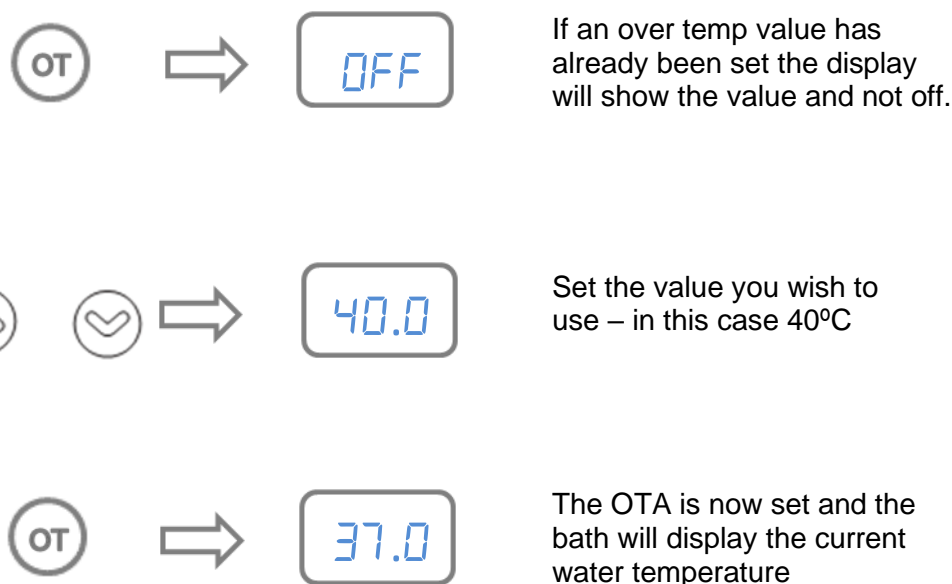 OT
OFF
If an over temp value has
already been set the display
will show the value and not off.
40.0
Set the value you wish to
use – in this case 40ºC
OT
37.0
The OTA is now set and the
bath will display the current
water temperature